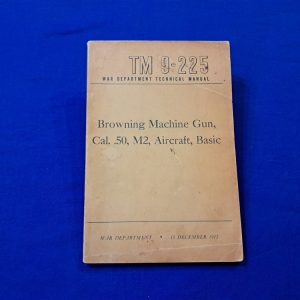 TM 9-225
WAR DEPARTMENT TECHNICAL MANUAL
Browning Machine Gun,
Cal. .50, M2, Aircraft, Basic
WAR DEPARTMENT • DECEMBER